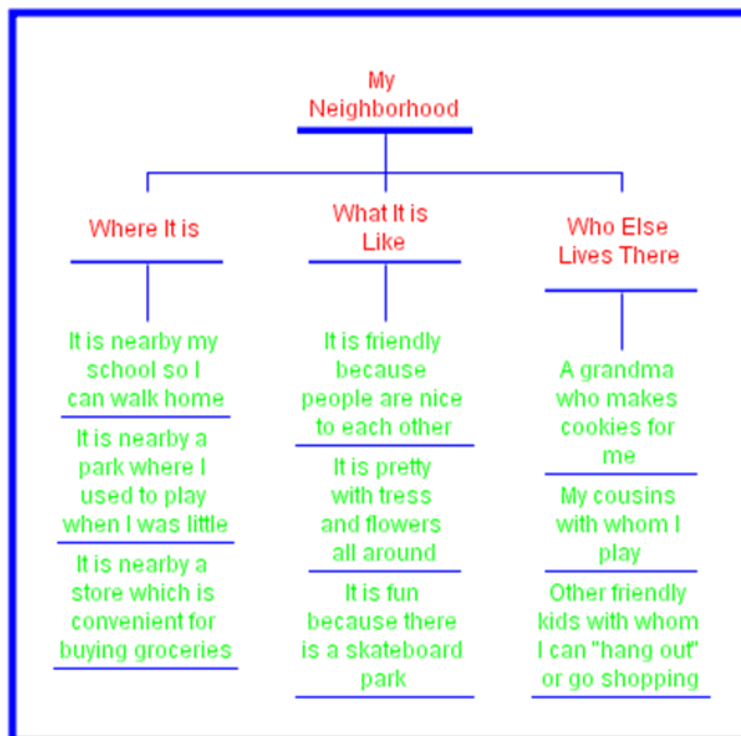 My
Neighborhood
Where It is
It is nearby my
school so I
can walk home
It is nearby a
park where I
used to play
when I was little
It is nearby a
store which is
convenient for
buying groceries
What It is
Like
It is friendly
because
people are nice
to each other
It is pretty
with tress
and flowers
all around
It is fun
because there
is a skateboard
park
Who Else
Lives There
A grandma
who makes
cookies for
me
My cousins
with whom I
play
Other friendly
kids with whom
I can "hang out"
or go shopping